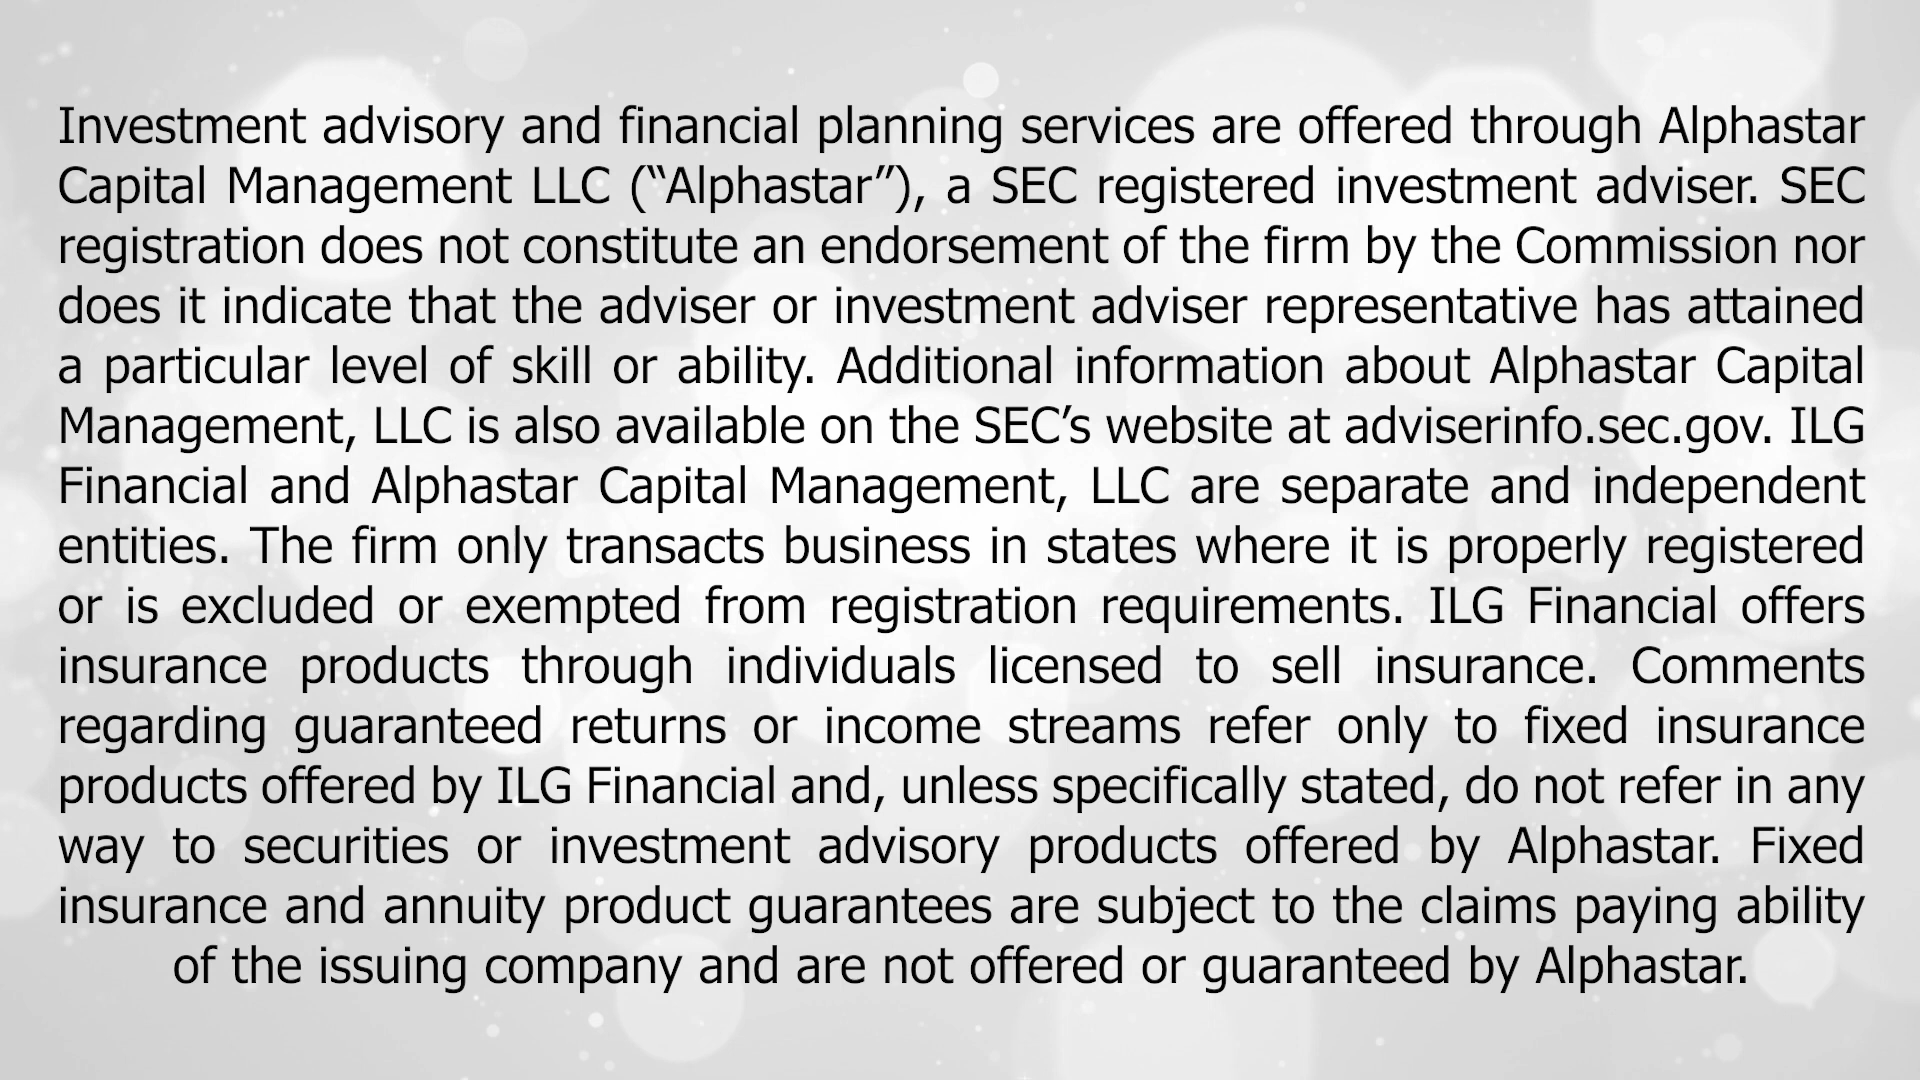 Investment advisory and financial planning services are offered through Alphastar
Capital Management LLC (“Alphastar”), a SEC registered investment adviser. SEC
registration does not constitute an endorsement of the firm by the Commission nor
does it indicate that the adviser or investment adviser representative has attained
a particular level of skill or ability. Additional information about Alphastar Capital
Management, LLC is also available on the SEC’s website at adviserinfo.sec.gov. ILG
Financial and Alphastar Capital Management, LLC are separate and independent
entities. The firm only transacts business in states where it is properly registered
or is excluded or exempted from registration requirements. ILG Financial offers
insurance products through individuals licensed to sell insurance. Comments
regarding guaranteed returns or income streams refer only to fixed insurance
products offered by ILG Financial and, unless specifically stated, do not refer in any
way to securities or investment advisory products offered by Alphastar. Fixed
insurance and annuity product guarantees are subject to the claims paying ability
of the issuing company and are not offered or guaranteed by Alphastar.